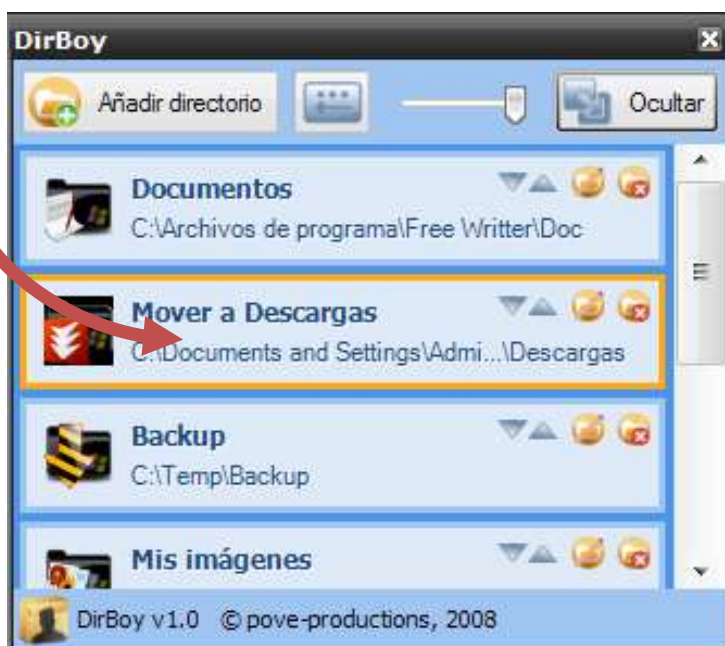 DirBoy
Añadir directorio
Ocultar
Documentos
C:\Archivos de programa\Free Writter\Doc
Mover a Descargas
C:\Documents and Settings\Admi...\Descargas
Backup
C:\Temp\Backup
Mis imágenes
DirBoy v1.0 © pove-productions, 2008